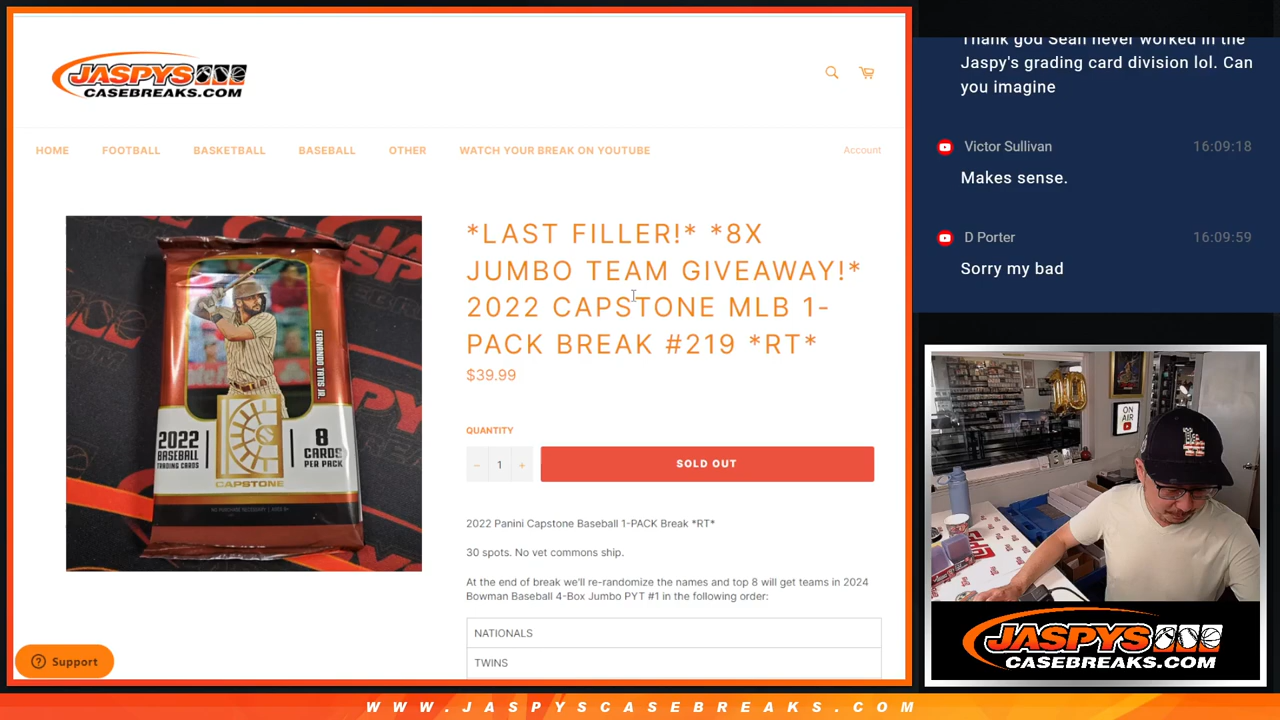 JASPYS
CASEBREAKS.COM
HOME FOOTBALL BASKETBALL BASEBALL OTHER WATCH YOUR BREAK ON YOUTUBE Account
FERNANDO TATIS JR.
2022
BASEBALL
TRADING CARDS
8
CARDS
PER PACK
CAPSTONE
*LAST FILLER!* *8X
JUMBO TEAM GIVEAWAY!*
2022 CAPSTONE MLB 1-
PACK BREAK #219 *RT*
$39.99
QUANTITY
− 1 +
SOLD OUT
2022 Panini Capstone Baseball 1-PACK Break *RT*
30 spots. No vet commons ship.
At the end of break we'll re-randomize the names and top 8 will get teams in 2024
Bowman Baseball 4-Box Jumbo PYT #1 in the following order:
NATIONALS
TWINS
Support
Thank god Sean never worked in the
Jaspy's grading card division lol. Can
you imagine
Victor Sullivan 16:09:18
Makes sense.
D Porter 16:09:59
Sorry my bad
10
ON
AIR
JASPYS
CASEBREAKS.COM
WWW.JASPYSCASEBREAKS.COM